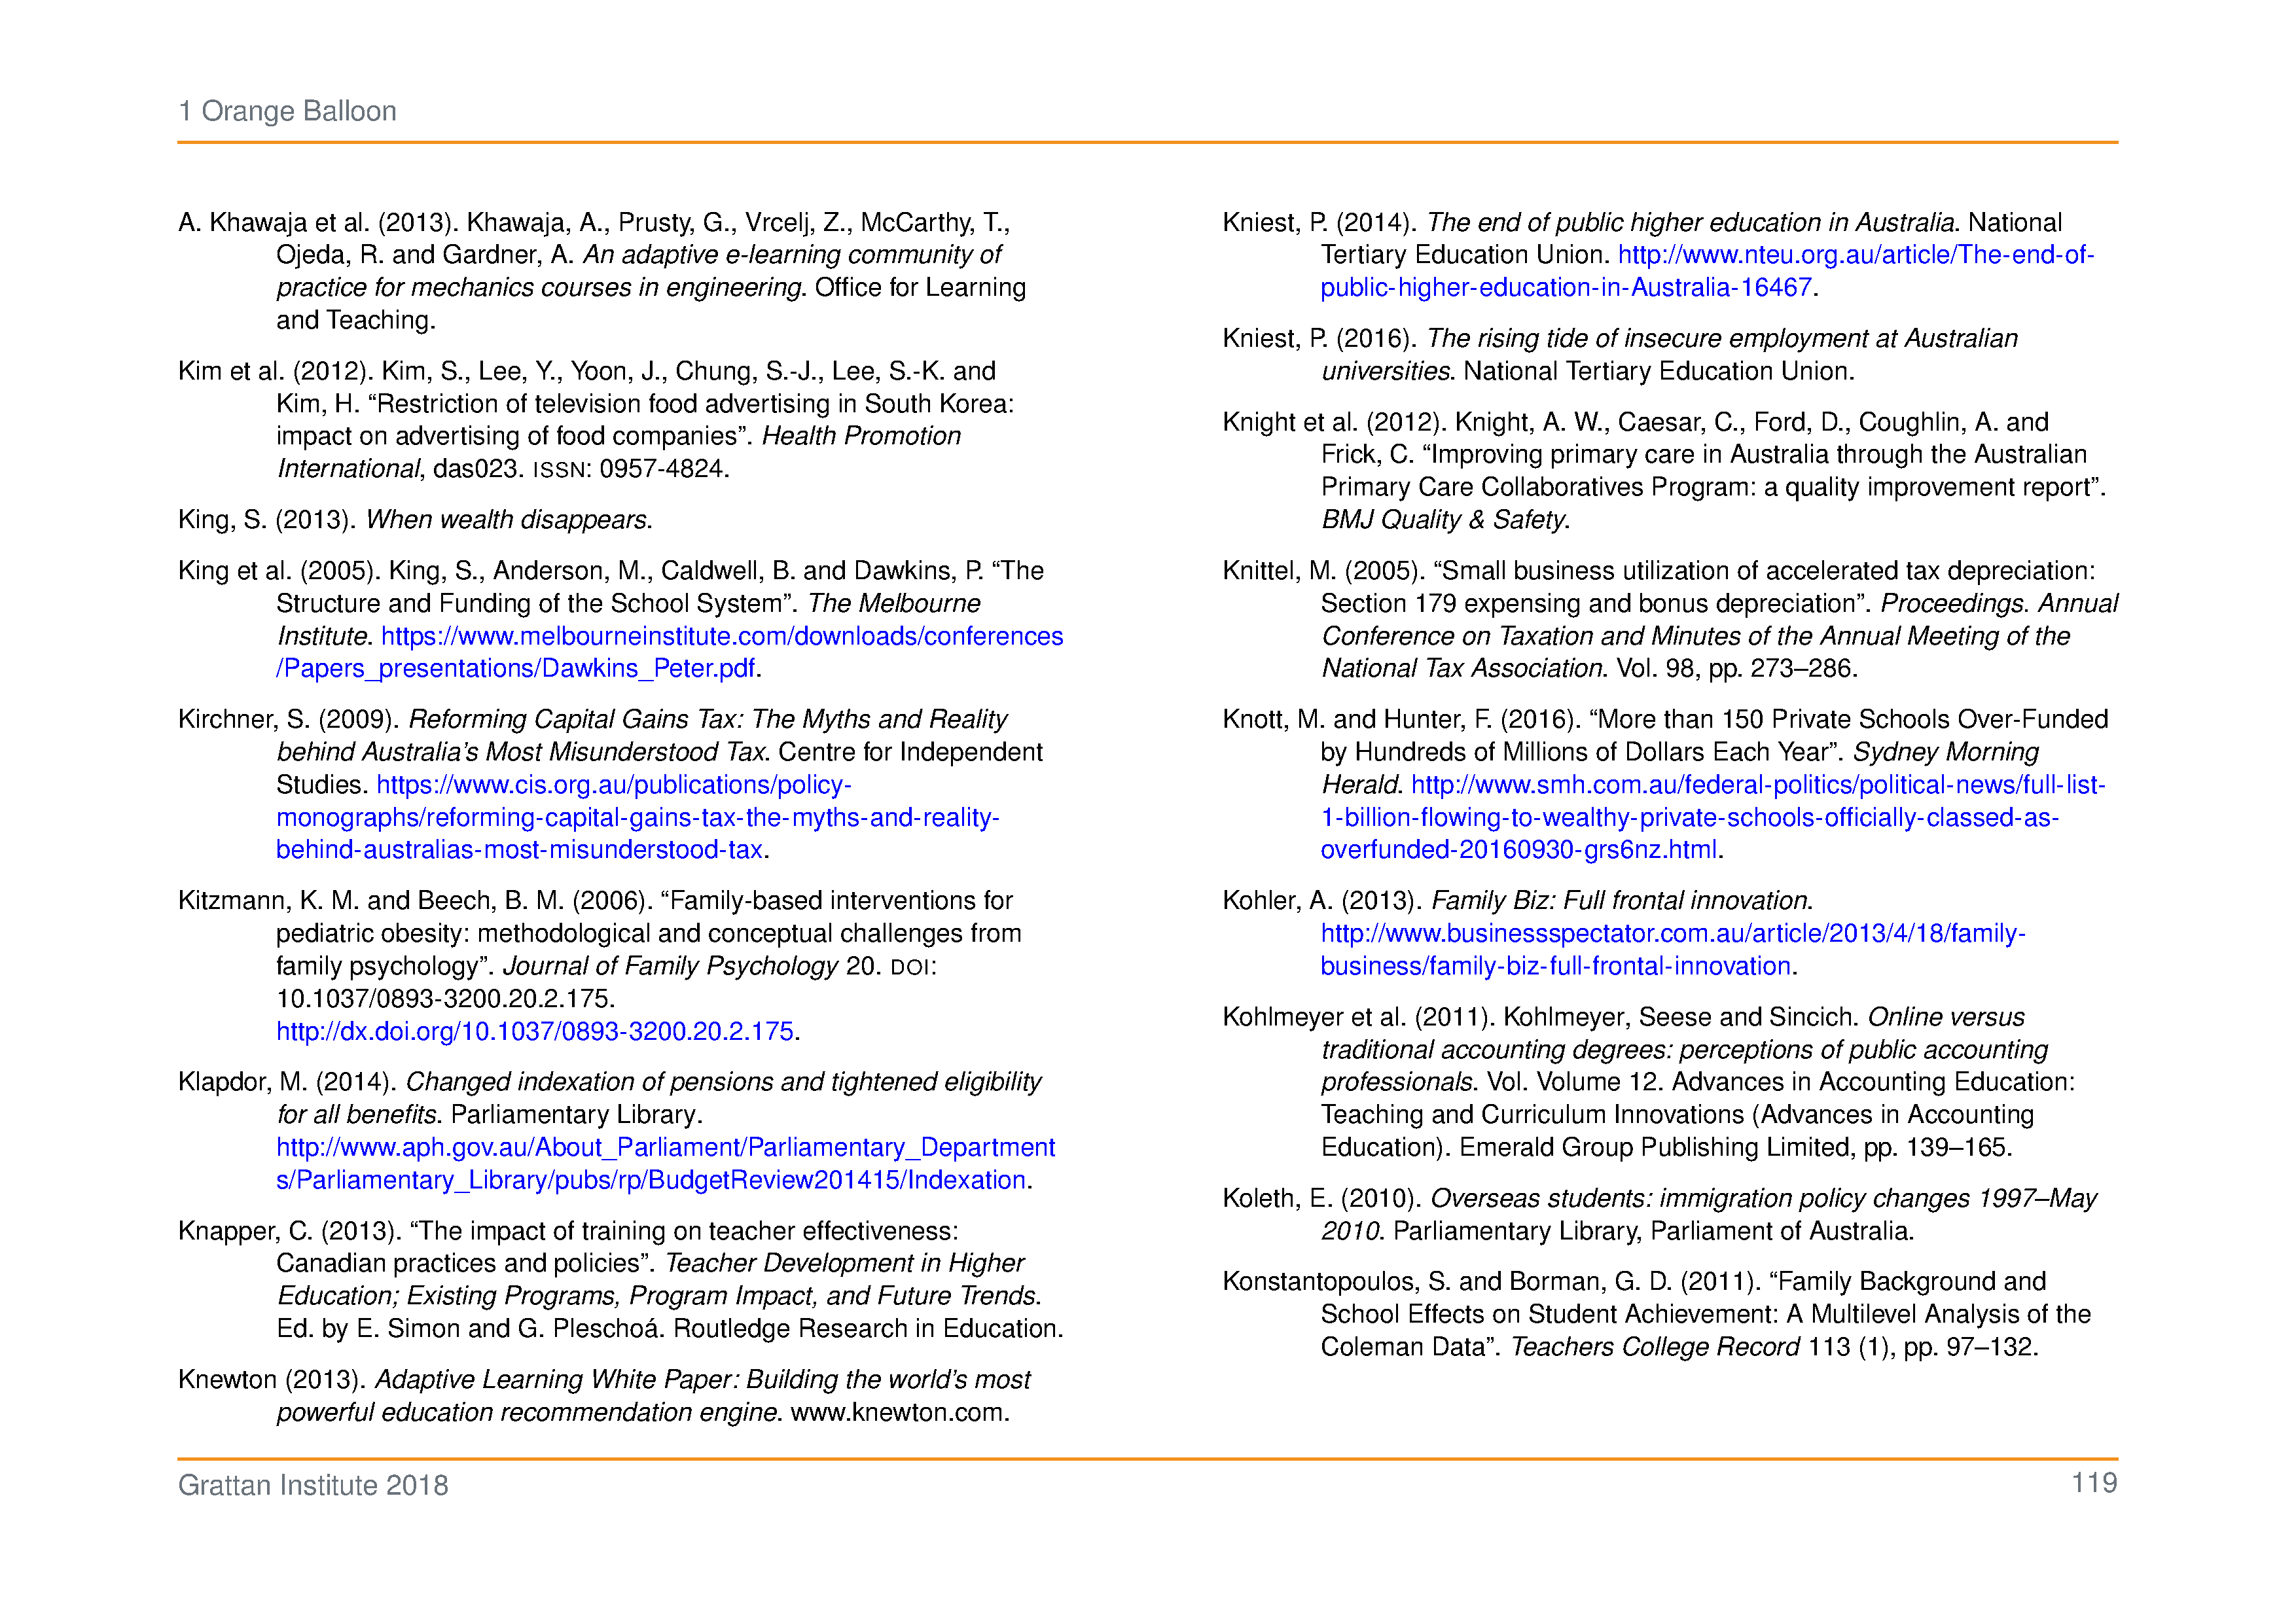 1 Orange Balloon
A. Khawaja et al. (2013). Khawaja, A., Prusty, G., Vrcelj, Z., McCarthy, T.,
Ojeda, R. and Gardner, A. An adaptive e-learning community of
practice for mechanics courses in engineering. Office for Learning
and Teaching.
Kim et al. (2012). Kim, S., Lee, Y., Yoon, J., Chung, S.-J., Lee, S.-K. and
Kim, H. “Restriction of television food advertising in South Korea:
impact on advertising of food companies”. Health Promotion
International, das023. ISSN: 0957-4824.
King, S. (2013). When wealth disappears.
King et al. (2005). King, S., Anderson, M., Caldwell, B. and Dawkins, P. “The
Structure and Funding of the School System”. The Melbourne
Institute. https://www.melbourneinstitute.com/downloads/conferences
/Papers_presentations/Dawkins_Peter.pdf.
Kirchner, S. (2009). Reforming Capital Gains Tax: The Myths and Reality
behind Australia’s Most Misunderstood Tax. Centre for Independent
Studies. https://www.cis.org.au/publications/policy-
monographs/reforming-capital-gains-tax-the-myths-and-reality-
behind-australias-most-misunderstood-tax.
Kitzmann, K. M. and Beech, B. M. (2006). “Family-based interventions for
pediatric obesity: methodological and conceptual challenges from
family psychology”. Journal of Family Psychology 20. DOI:
10.1037/0893-3200.20.2.175.
http://dx.doi.org/10.1037/0893-3200.20.2.175.
Klapdor, M. (2014). Changed indexation of pensions and tightened eligibility
for all benefits. Parliamentary Library.
http://www.aph.gov.au/About_Parliament/Parliamentary_Department
s/Parliamentary_Library/pubs/rp/BudgetReview201415/Indexation.
Knapper, C. (2013). “The impact of training on teacher effectiveness:
Canadian practices and policies”. Teacher Development in Higher
Education; Existing Programs, Program Impact, and Future Trends.
Ed. by E. Simon and G. Pleschoá. Routledge Research in Education.
Knewton (2013). Adaptive Learning White Paper: Building the world’s most
powerful education recommendation engine. www.knewton.com.
Kniest, P. (2014). The end of public higher education in Australia. National
Tertiary Education Union. http://www.nteu.org.au/article/The-end-of-
public-higher-education-in-Australia-16467.
Kniest, P. (2016). The rising tide of insecure employment at Australian
universities. National Tertiary Education Union.
Knight et al. (2012). Knight, A. W., Caesar, C., Ford, D., Coughlin, A. and
Frick, C. “Improving primary care in Australia through the Australian
Primary Care Collaboratives Program: a quality improvement report”.
BMJ Quality & Safety.
Knittel, M. (2005). “Small business utilization of accelerated tax depreciation:
Section 179 expensing and bonus depreciation”. Proceedings. Annual
Conference on Taxation and Minutes of the Annual Meeting of the
National Tax Association. Vol. 98, pp. 273–286.
Knott, M. and Hunter, F. (2016). “More than 150 Private Schools Over-Funded
by Hundreds of Millions of Dollars Each Year”. Sydney Morning
Herald. http://www.smh.com.au/federal-politics/political-news/full-list-
1-billion-flowing-to-wealthy-private-schools-officially-classed-as-
overfunded-20160930-grs6nz.html.
Kohler, A. (2013). Family Biz: Full frontal innovation.
http://www.businessspectator.com.au/article/2013/4/18/family-
business/family-biz-full-frontal-innovation.
Kohlmeyer et al. (2011). Kohlmeyer, Seese and Sincich. Online versus
traditional accounting degrees: perceptions of public accounting
professionals. Vol. Volume 12. Advances in Accounting Education:
Teaching and Curriculum Innovations (Advances in Accounting
Education). Emerald Group Publishing Limited, pp. 139–165.
Koleth, E. (2010). Overseas students: immigration policy changes 1997–May
2010. Parliamentary Library, Parliament of Australia.
Konstantopoulos, S. and Borman, G. D. (2011). “Family Background and
School Effects on Student Achievement: A Multilevel Analysis of the
Coleman Data”. Teachers College Record 113 (1), pp. 97–132.
Grattan Institute 2018
119